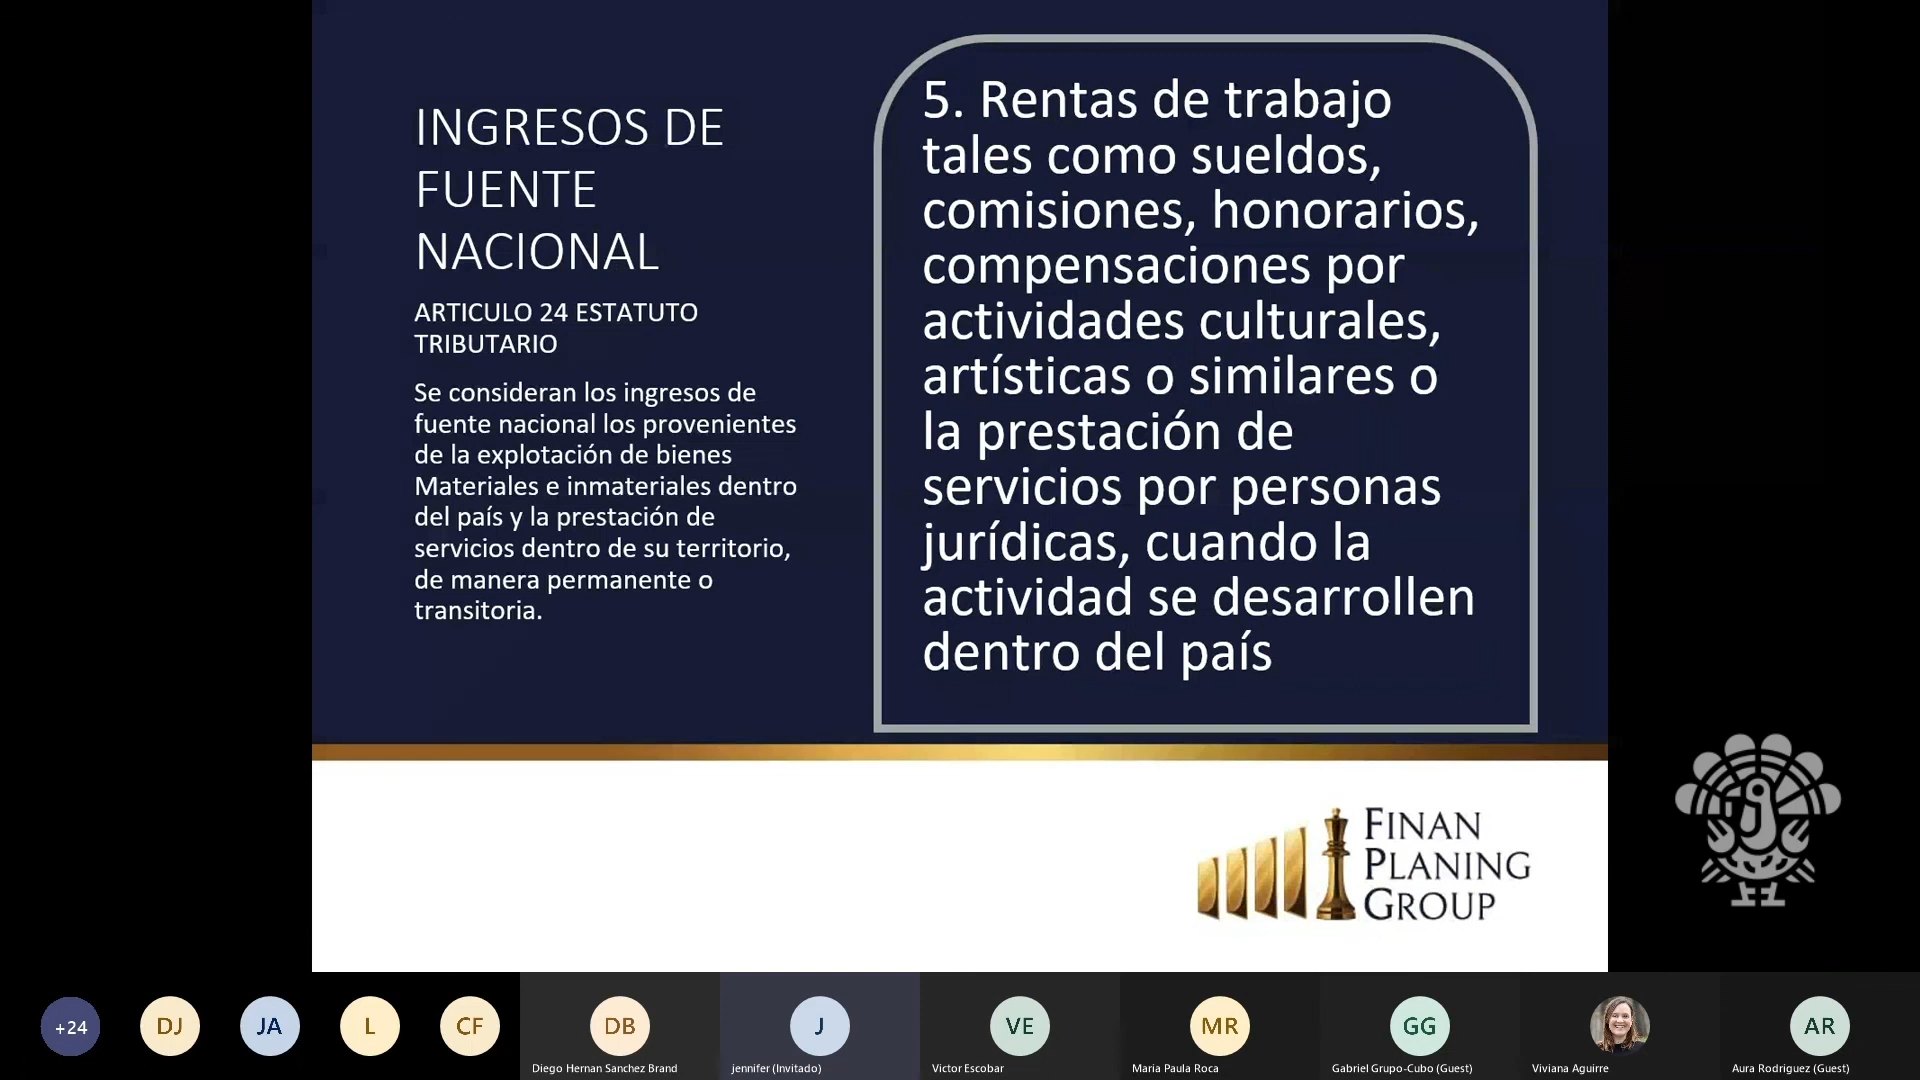 INGRESOS DE
FUENTE
NACIONAL
ARTICULO 24 ESTATUTO
TRIBUTARIO
Se consideran los ingresos de
fuente nacional los provenientes
de la explotación de bienes
Materiales e inmateriales dentro
del país y la prestación de
servicios dentro de su territorio,
de manera permanente o
transitoria.
5. Rentas de trabajo
tales como sueldos,
comisiones, honorarios,
compensaciones por
actividades culturales,
artísticas o similares o
la prestación de
servicios por personas
jurídicas, cuando la
actividad se desarrollen
dentro del país
FINAN
PLANING
GROUP
+24
DJ
JA
L
CF
DB
J
VE
MR
GG
AR
Diego Hernan Sanchez Brand
jennifer (Invitado)
Victor Escobar
Maria Paula Roca
Gabriel Grupo-Cubo (Guest)
Viviana Aguirre
Aura Rodriguez (Guest)